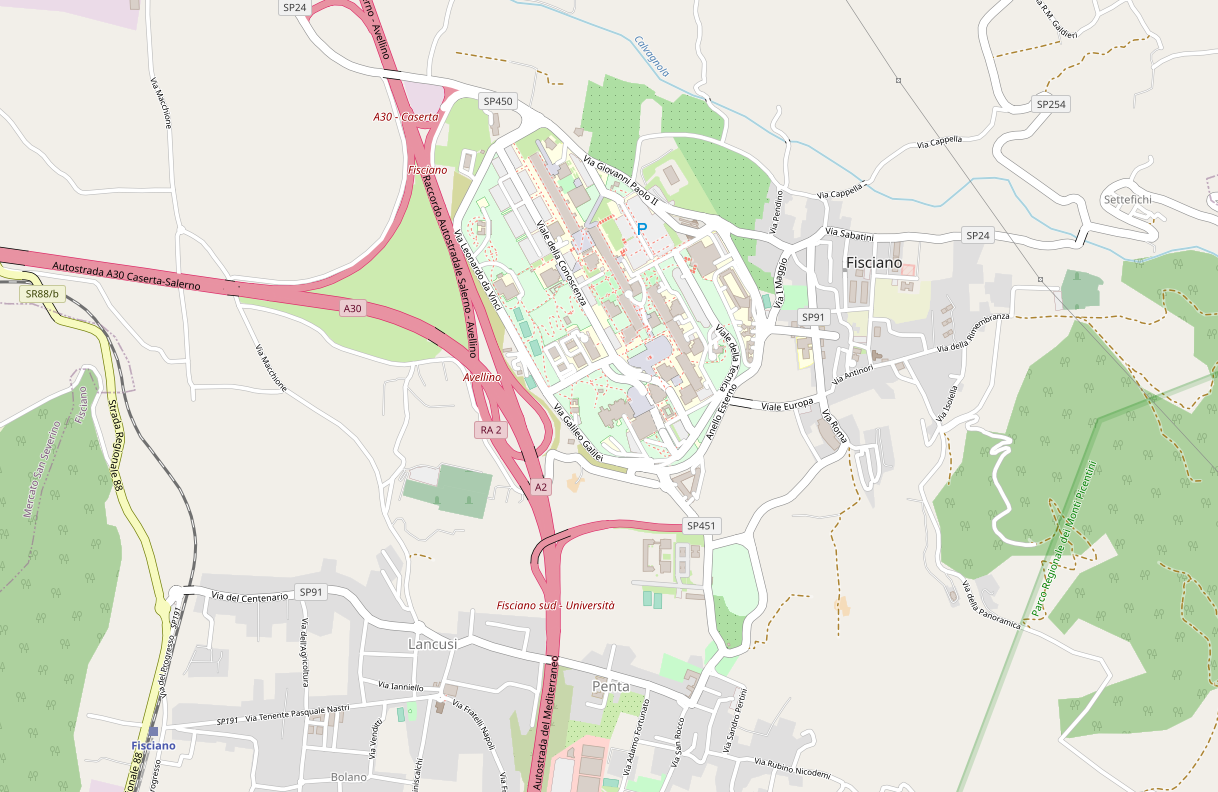 SP24
Salerno - Avellino
Via R.M. Galdieri
Calvagnola
Via Macchione
SP450
SP254
A30 - Caserta
Via Cappella
Fisciano
Via Giovanni Paolo II
Via Cappella
Settefichi
Raccordo Autostradale Salerno - Avellino
P
Via Pendino
Via Sabatini
SP24
Via Leonardo da Vinci
Viale della Conoscenza
Fisciano
Autostrada A30 Caserta-Salerno
Via I Maggio
SR88/b
A30
SP91
Via della Rimembranza
Via Macchione
Viale della Tecnica
Via Antinori
Avellino
Fisciano
Mercato San Severino
Strada Regionale 88
Viale Europa
Via Isolella
Anello Esterno
Via Roma
Via Galileo Galilei
RA 2
A2
Parco Regionale dei Monti Picentini
SP451
SP91
Via del Centenario
Fisciano sud - Università
Via della Panoramica
SP191
Via del Progresso
Via dell'Agricoltura
Lancusi
Autostrada del Mediterraneo
Penta
Via Ianniello
SP191
Via Tenente Pasquale Nastri
Via Fratelli Napoli
Via Venditti
Via Adamo Fortunato
Via San Rocco
Via Sandro Pertini
Fisciano
Via Rubino Nicodemi
Bolano